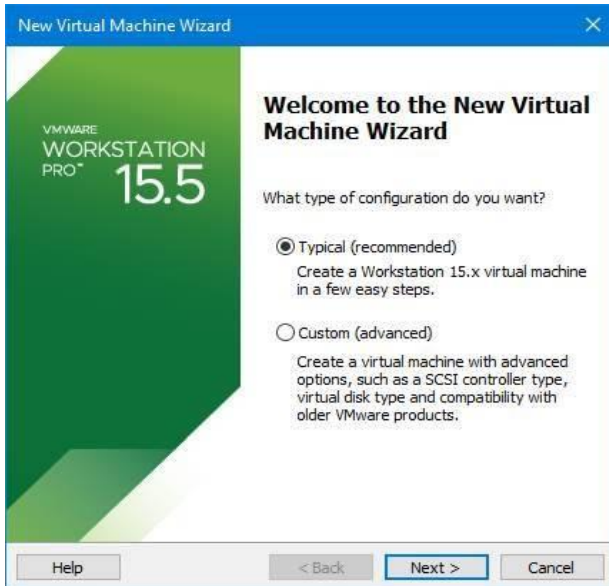 New Virtual Machine Wizard
VMWARE
WORKSTATION
PRO™ 15.5
Welcome to the New Virtual
Machine Wizard
What type of configuration do you want?
Typical (recommended)
Create a Workstation 15.x virtual machine
in a few easy steps.
Custom (advanced)
Create a virtual machine with advanced
options, such as a SCSI controller type,
virtual disk type and compatibility with
older VMware products.
Help
< Back
Next >
Cancel